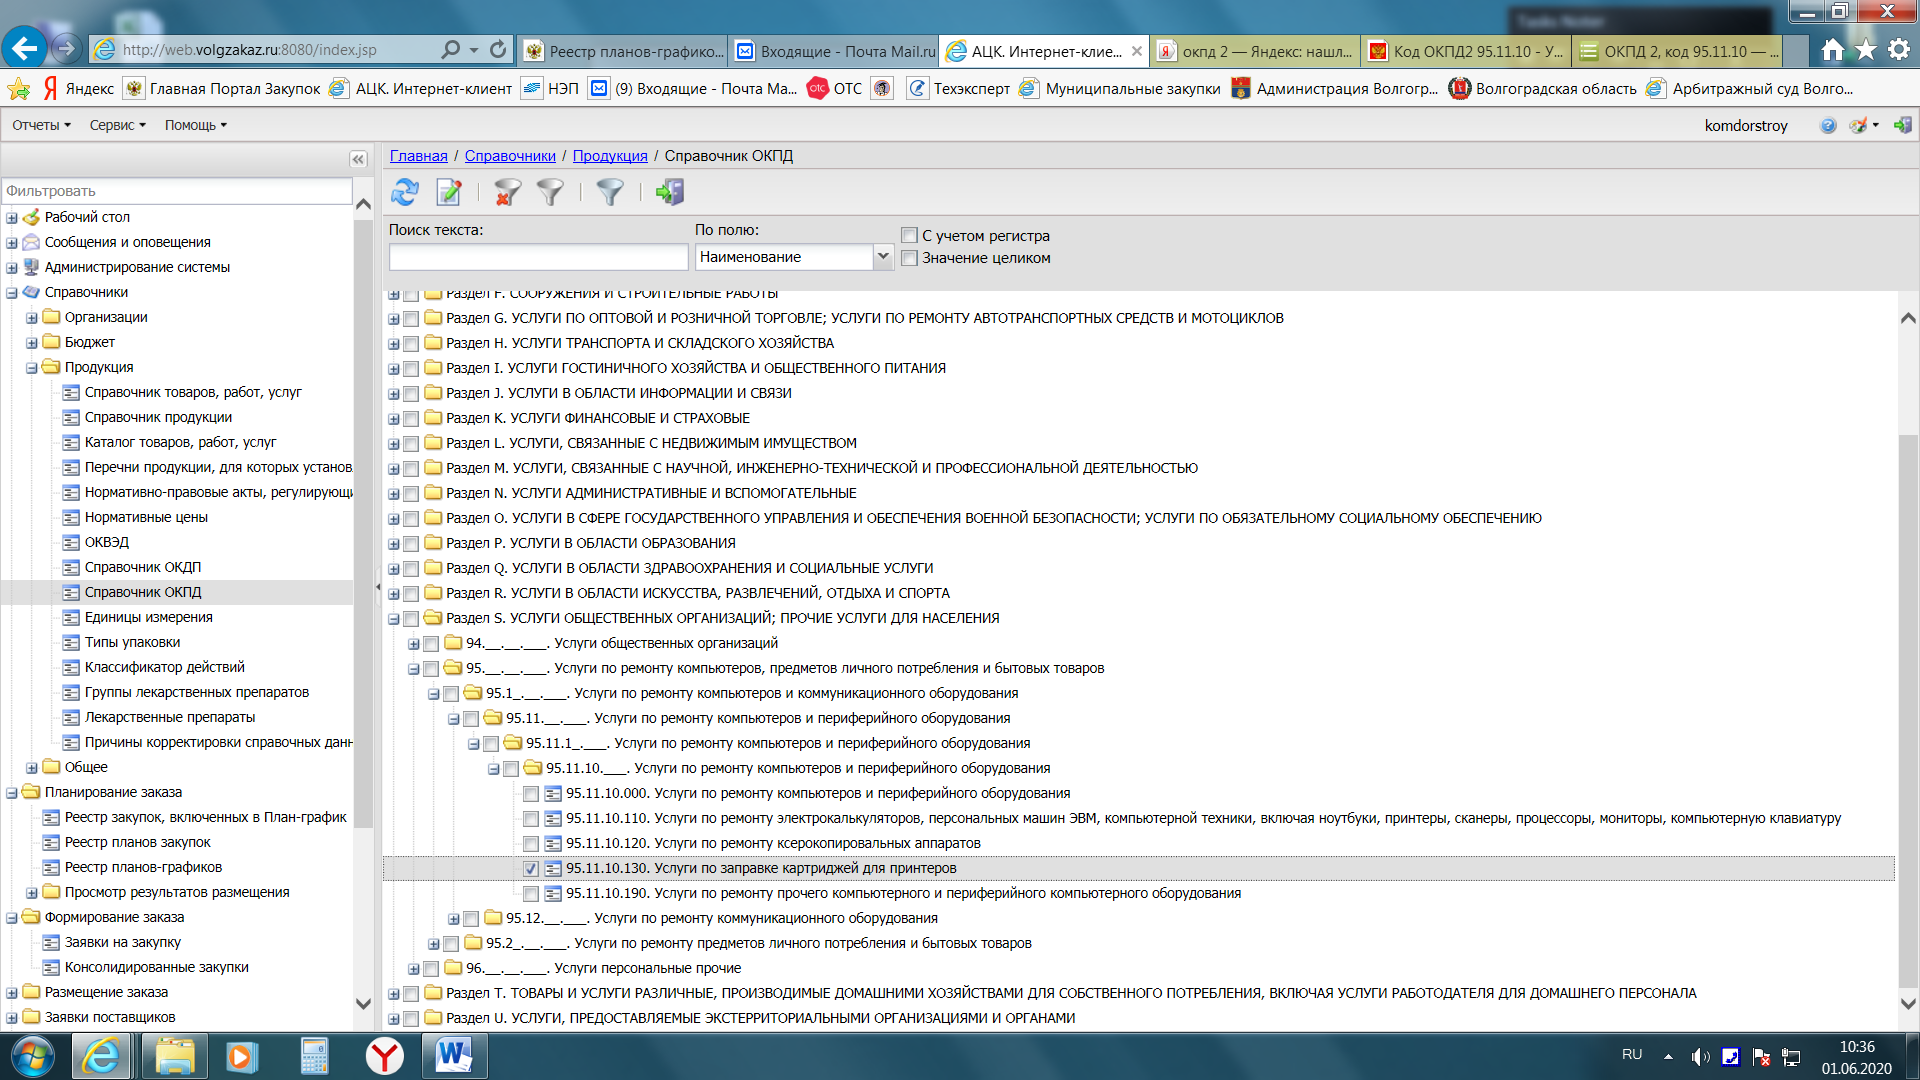 Tasks Noter
http://web.volgzakaz.ru:8080/index.jsp
Реестр планов-графико...
Входящие - Почта Mail.ru
АЦК. Интернет-клие...
окпд 2 — Яндекс: нашл...
Код ОКПД2 95.11.10 - У...
ОКПД 2, код 95.11.10 — ...
Яндекс
Главная Портал Закупок
АЦК. Интернет-клиент
НЭП
(9) Входящие - Почта Ma...
ОТС
Техэксперт
Муниципальные закупки
Администрация Волгогр...
Волгоградская область
Арбитражный суд Волго...
Отчеты
Сервис
Помощь
komdorstroy
Главная / Справочники / Продукция / Справочник ОКПД
Фильтровать
Рабочий стол
Сообщения и оповещения
Администрирование системы
Справочники
Организации
Бюджет
Продукция
Справочник товаров, работ, услуг
Справочник продукции
Каталог товаров, работ, услуг
Перечни продукции, для которых установ
Нормативно-правовые акты, регулирующи
Нормативные цены
ОКВЭД
Справочник ОКДП
Справочник ОКПД
Единицы измерения
Типы упаковки
Классификатор действий
Группы лекарственных препаратов
Лекарственные препараты
Причины корректировки справочных данн
Общее
Планирование заказа
Реестр закупок, включенных в План-график
Реестр планов закупок
Реестр планов-графиков
Просмотр результатов размещения
Формирование заказа
Заявки на закупку
Консолидированные закупки
Размещение заказа
Заявки поставщиков
Поиск текста:
По полю:
Наименование
С учетом регистра
Значение целиком
Раздел F. СООРУЖЕНИЯ И СТРОИТЕЛЬНЫЕ РАБОТЫ
Раздел G. УСЛУГИ ПО ОПТОВОЙ И РОЗНИЧНОЙ ТОРГОВЛЕ; УСЛУГИ ПО РЕМОНТУ АВТОТРАНСПОРТНЫХ СРЕДСТВ И МОТОЦИКЛОВ
Раздел H. УСЛУГИ ТРАНСПОРТА И СКЛАДСКОГО ХОЗЯЙСТВА
Раздел I. УСЛУГИ ГОСТИНИЧНОГО ХОЗЯЙСТВА И ОБЩЕСТВЕННОГО ПИТАНИЯ
Раздел J. УСЛУГИ В ОБЛАСТИ ИНФОРМАЦИИ И СВЯЗИ
Раздел K. УСЛУГИ ФИНАНСОВЫЕ И СТРАХОВЫЕ
Раздел L. УСЛУГИ, СВЯЗАННЫЕ С НЕДВИЖИМЫМ ИМУЩЕСТВОМ
Раздел M. УСЛУГИ, СВЯЗАННЫЕ С НАУЧНОЙ, ИНЖЕНЕРНО-ТЕХНИЧЕСКОЙ И ПРОФЕССИОНАЛЬНОЙ ДЕЯТЕЛЬНОСТЬЮ
Раздел N. УСЛУГИ АДМИНИСТРАТИВНЫЕ И ВСПОМОГАТЕЛЬНЫЕ
Раздел O. УСЛУГИ В СФЕРЕ ГОСУДАРСТВЕННОГО УПРАВЛЕНИЯ И ОБЕСПЕЧЕНИЯ ВОЕННОЙ БЕЗОПАСНОСТИ; УСЛУГИ ПО ОБЯЗАТЕЛЬНОМУ СОЦИАЛЬНОМУ ОБЕСПЕЧЕНИЮ
Раздел P. УСЛУГИ В ОБЛАСТИ ОБРАЗОВАНИЯ
Раздел Q. УСЛУГИ В ОБЛАСТИ ЗДРАВООХРАНЕНИЯ И СОЦИАЛЬНЫЕ УСЛУГИ
Раздел R. УСЛУГИ В ОБЛАСТИ ИСКУССТВА, РАЗВЛЕЧЕНИЙ, ОТДЫХА И СПОРТА
Раздел S. УСЛУГИ ОБЩЕСТВЕННЫХ ОРГАНИЗАЦИЙ; ПРОЧИЕ УСЛУГИ ДЛЯ НАСЕЛЕНИЯ
94.__.__.___. Услуги общественных организаций
95.__.__.___. Услуги по ремонту компьютеров, предметов личного потребления и бытовых товаров
95.1_.__.___. Услуги по ремонту компьютеров и коммуникационного оборудования
95.11.__.___. Услуги по ремонту компьютеров и периферийного оборудования
95.11.1_.___. Услуги по ремонту компьютеров и периферийного оборудования
95.11.10.___. Услуги по ремонту компьютеров и периферийного оборудования
95.11.10.000. Услуги по ремонту компьютеров и периферийного оборудования
95.11.10.110. Услуги по ремонту электрокалькуляторов, персональных машин ЭВМ, компьютерной техники, включая ноутбуки, принтеры, сканеры, процессоры, мониторы, компьютерную клавиатуру
95.11.10.120. Услуги по ремонту ксерокопировальных аппаратов
95.11.10.130. Услуги по заправке картриджей для принтеров
95.11.10.190. Услуги по ремонту прочего компьютерного и периферийного компьютерного оборудования
95.12.__.___. Услуги по ремонту коммуникационного оборудования
95.2_.__.___. Услуги по ремонту предметов личного потребления и бытовых товаров
96.__.__.___. Услуги персональные прочие
Раздел T. ТОВАРЫ И УСЛУГИ РАЗЛИЧНЫЕ, ПРОИЗВОДИМЫЕ ДОМАШНИМИ ХОЗЯЙСТВАМИ ДЛЯ СОБСТВЕННОГО ПОТРЕБЛЕНИЯ, ВКЛЮЧАЯ УСЛУГИ РАБОТОДАТЕЛЯ ДЛЯ ДОМАШНЕГО ПЕРСОНАЛА
Раздел U. УСЛУГИ, ПРЕДОСТАВЛЯЕМЫЕ ЭКСТЕРРИТОРИАЛЬНЫМИ ОРГАНИЗАЦИЯМИ И ОРГАНАМИ
RU
10:36
01.06.2020